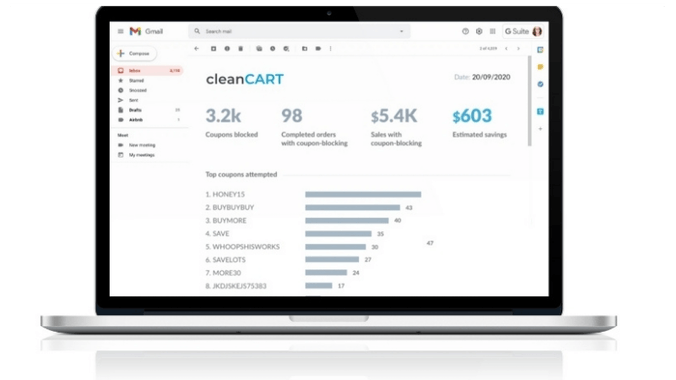 Gmail
Search mail
G Suite
Compose
Inbox
Starred
Snoozed
Sent
Drafts
Airbnb
Meet
New meeting
My meetings
cleanCART
Date: 20/09/2020
3.2k
Coupons blocked
98
Completed orders
with coupon-blocking
$5.4K
Sales with
coupon-blocking
$603
Estimated savings
Top coupons attempted
1. HONEY15
2. BUYBUYBUY 43
3. BUYMORE 40
4. SAVE 35
47
5. WHOOPSHISWORKS 30
6. SAVELOTS 27
7. MORE30 24
8. JKDJSKEJS75383 17